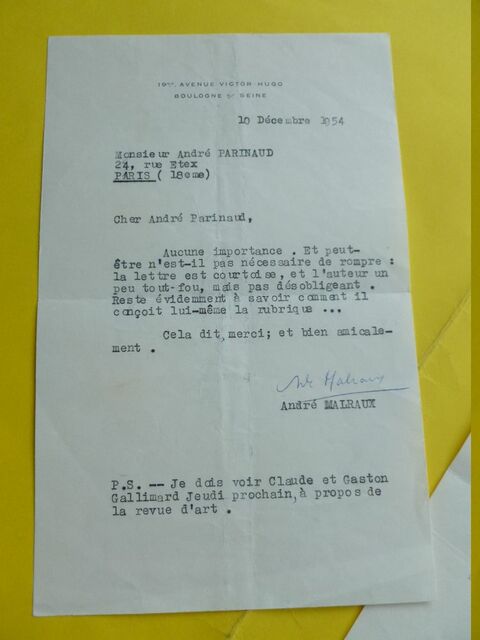 19bis, AVENUE VICTOR HUGO
BOULOGNE s/ SEINE
10 Décembre 1954
Monsieur André PARINAUD
24, rue Etex
PARIS ( 18eme)
Cher André Parinaud,
Aucune importance . Et peut-
être n'est-il pas nécessaire de rompre :
la lettre est courtoise, et l'auteur un
peu tout-fou, mais pas désobligeant .
Reste évidemment à savoir comment il
conçoit lui-même la rubrique ...
Cela dit, merci; et bien amicale-
ment .
André Malraux
André MALRAUX
P.S. -- Je dois voir Claude et Gaston
Gallimard Jeudi prochain, à propos de
la revue d'art .